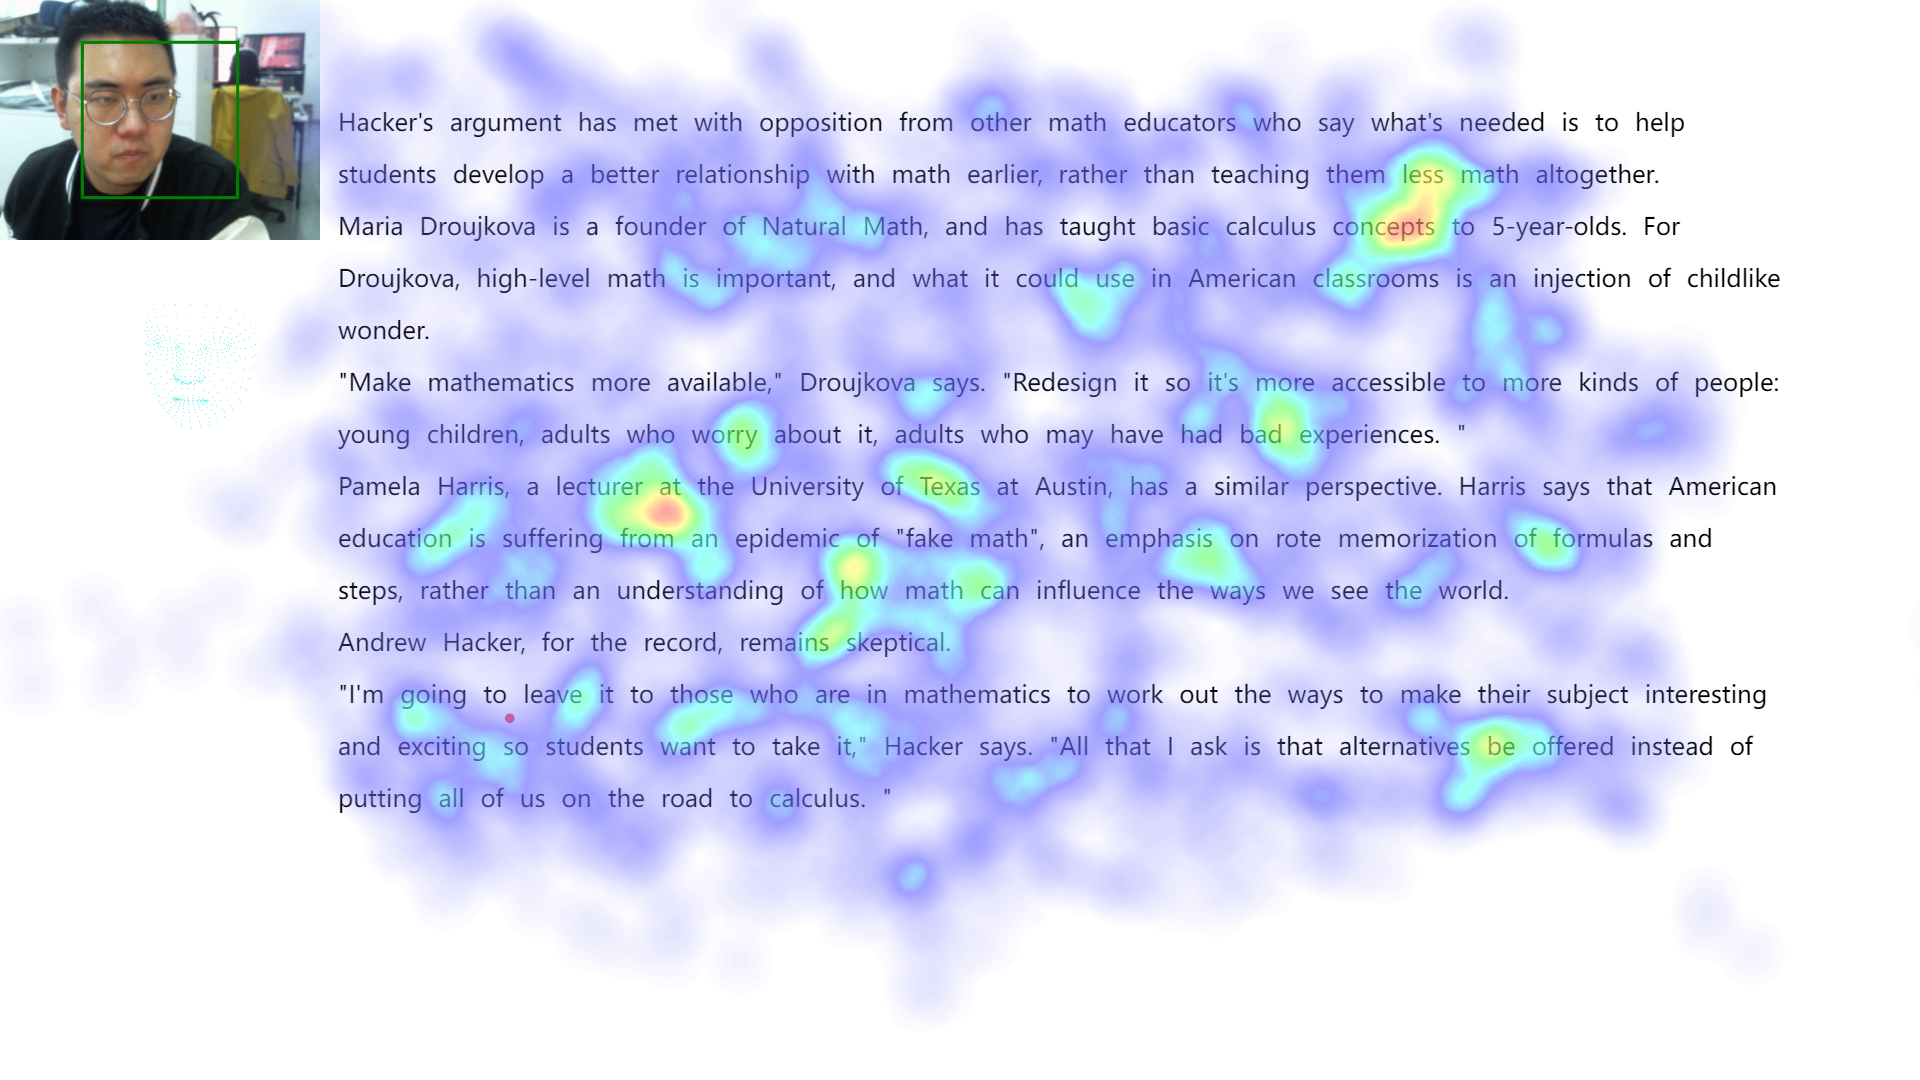 Hacker's argument has met with opposition from other math educators who say what's needed is to help
students develop a better relationship with math earlier, rather than teaching them less math altogether.
Maria Droujkova is a founder of Natural Math, and has taught basic calculus concepts to 5-year-olds. For
Droujkova, high-level math is important, and what it could use in American classrooms is an injection of childlike
wonder.
"Make mathematics more available," Droujkova says. "Redesign it so it's more accessible to more kinds of people:
young children, adults who worry about it, adults who may have had bad experiences. "
Pamela Harris, a lecturer at the University of Texas at Austin, has a similar perspective. Harris says that American
education is suffering from an epidemic of "fake math", an emphasis on rote memorization of formulas and
steps, rather than an understanding of how math can influence the ways we see the world.
Andrew Hacker, for the record, remains skeptical.
"I'm going to leave it to those who are in mathematics to work out the ways to make their subject interesting
and exciting so students want to take it," Hacker says. "All that I ask is that alternatives be offered instead of
putting all of us on the road to calculus. "